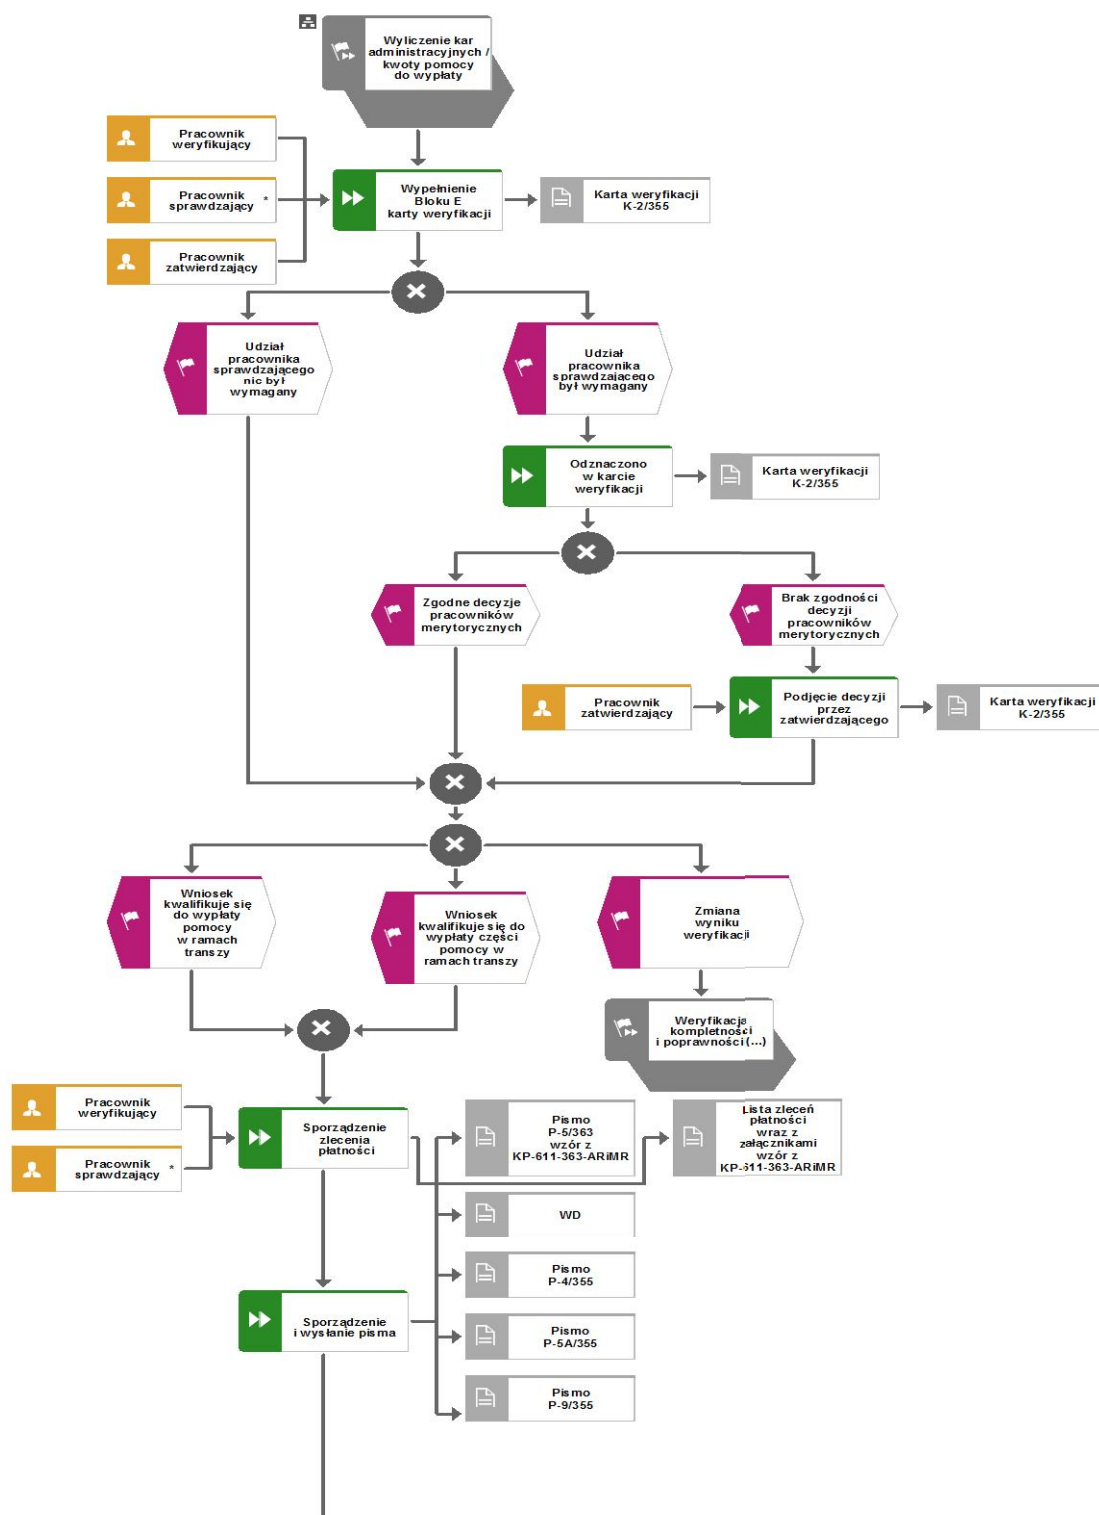 Wyliczenie kar
administracyjnych /
kwoty pomocy
do wypłaty
Pracownik
weryfikujący
Pracownik
sprawdzający *
Pracownik
zatwierdzający
Wypełnienie
Bloku E
karty weryfikacji
Karta weryfikacji
K-2/355
Udział
pracownika
sprawdzającego
nie był
wymagany
Udział
pracownika
sprawdzającego
był wymagany
Odznaczono
w karcie
weryfikacji
Karta weryfikacji
K-2/355
Zgodne decyzje
pracowników
merytorycznych
Brak zgodności
decyzji
pracowników
merytorycznych
Pracownik
zatwierdzający
Podjęcie decyzji
przez
zatwierdzającego
Karta weryfikacji
K-2/355
Wniosek
kwalifikuje się
do wypłaty
pomocy
w ramach
transzy
Wniosek
kwalifikuje się do
wypłaty części
pomocy w
ramach transzy
Zmiana
wyniku
weryfikacji
Weryfikacja
kompletności
i poprawności (...)
Pracownik
weryfikujący
Pracownik
sprawdzający *
Sporządzenie
zlecenia
płatności
Pismo
P-5/363
wzór z
KP-611-363-ARiMR
Lista zleceń
płatności
wraz z
załącznikami
wzór z
KP-611-363-ARiMR
WD
Pismo
P-4/355
Sporządzenie
i wysłanie pisma
Pismo
P-5A/355
Pismo
P-9/355